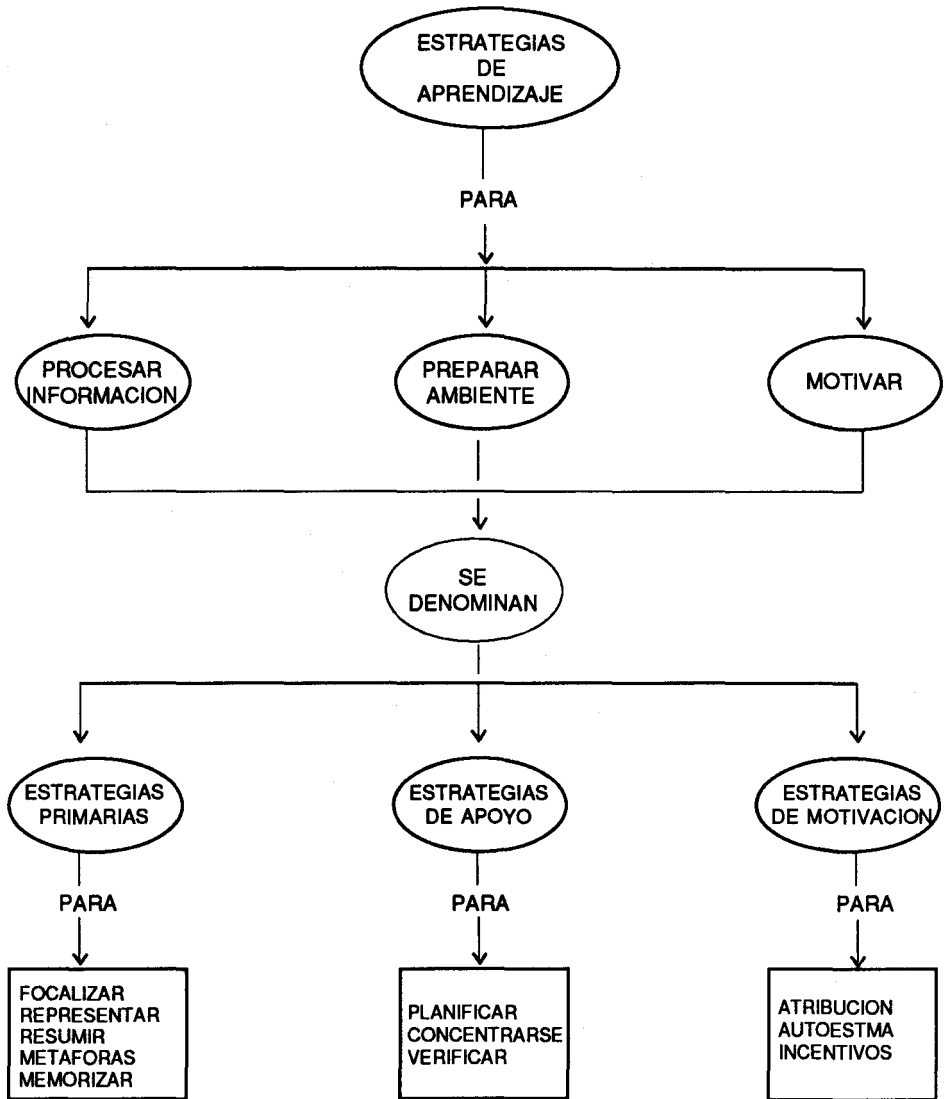 ESTRATEGIAS
DE
APRENDIZAJE
PARA
PROCESAR
INFORMACION
PREPARAR
AMBIENTE
MOTIVAR
SE
DENOMINAN
ESTRATEGIAS
PRIMARIAS
ESTRATEGIAS
DE APOYO
ESTRATEGIAS
DE MOTIVACION
PARA
PARA
PARA
FOCALIZAR
REPRESENTAR
RESUMIR
METAFORAS
MEMORIZAR
PLANIFICAR
CONCENTRARSE
VERIFICAR
ATRIBUCION
AUTOESTMA
INCENTIVOS